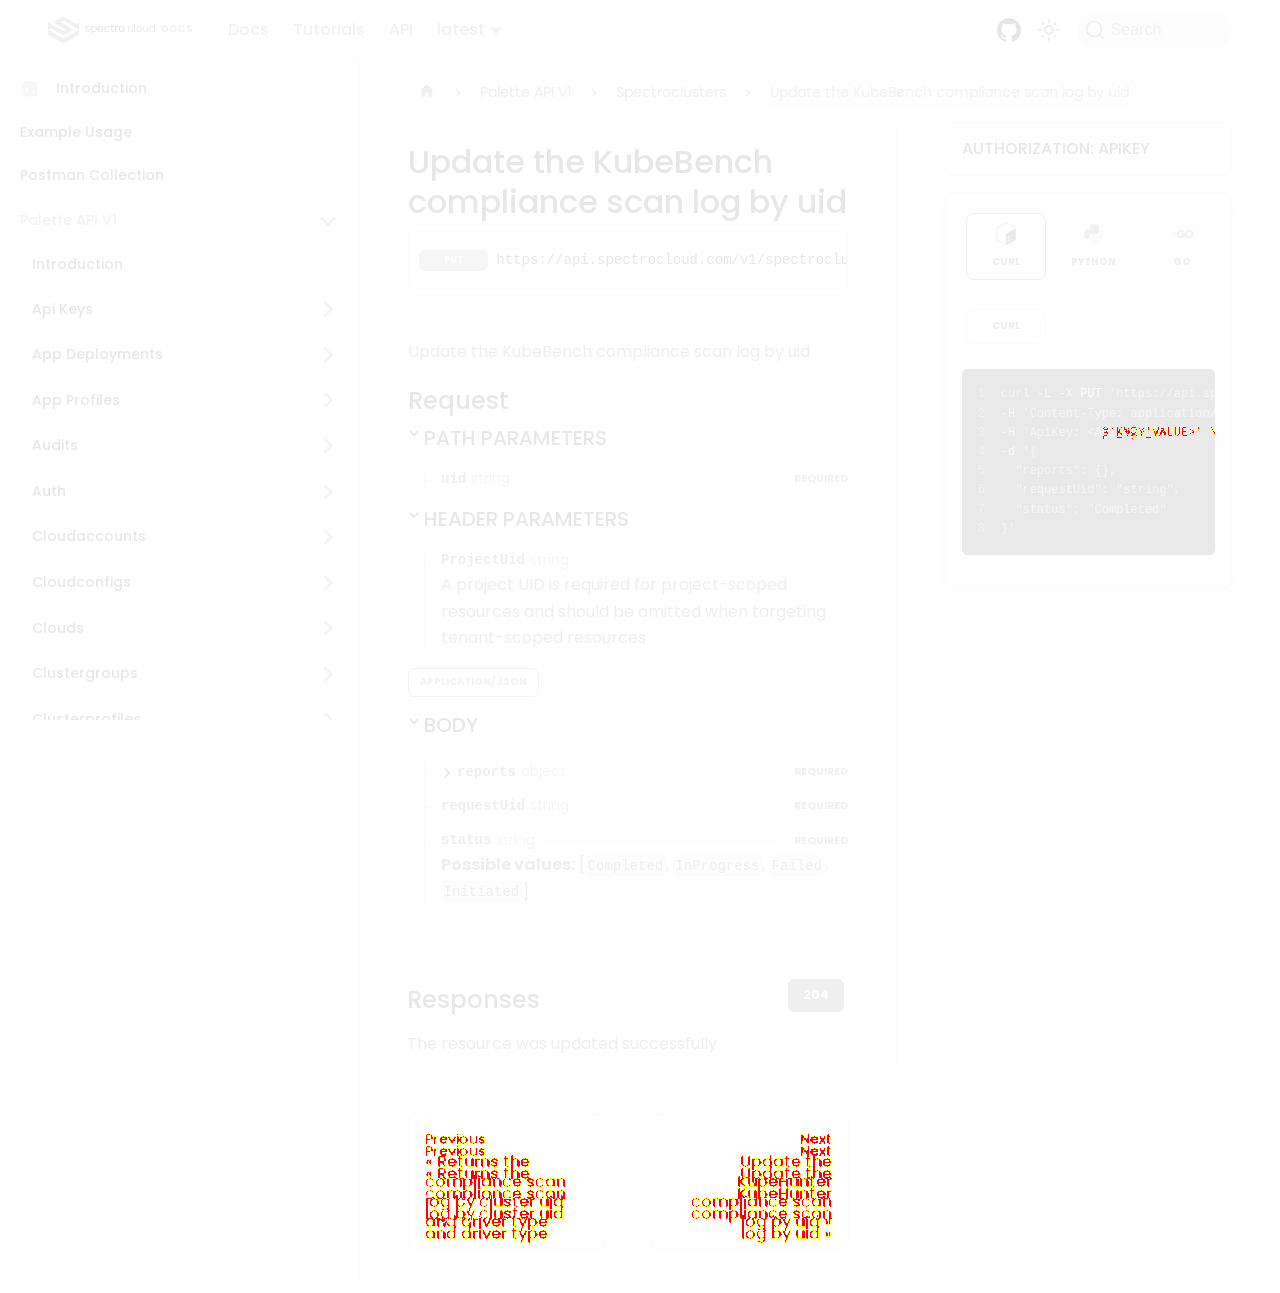 spectro cloud DOCS
Docs
Tutorials
API
latest
Search
Introduction
Example Usage
Postman Collection
Palette API V1
Introduction
Api Keys
App Deployments
App Profiles
Audits
Auth
Cloudaccounts
Cloudconfigs
Clouds
Clustergroups
Clusterprofiles
Palette API V1
Spectroclusters
Update the KubeBench compliance scan log by uid
Update the KubeBench
compliance scan log by uid
PUT https://api.spectrocloud.com/v1/spectroclu
Update the KubeBench compliance scan log by uid
Request
PATH PARAMETERS
uid string REQUIRED
HEADER PARAMETERS
ProjectUid string
A project UID is required for project-scoped
resources and should be omitted when targeting
tenant-scoped resources
APPLICATION/JSON
BODY
reports object REQUIRED
requestUid string REQUIRED
status string REQUIRED
Possible values: [Completed, InProgress, Failed,
Initiated]
Responses
204
The resource was updated successfully
Previous
« Returns the
compliance scan
log by cluster uid
and driver type
Next
Update the
KubeHunter
compliance scan
log by uid »
AUTHORIZATION: APIKEY
CURL
PYTHON
GO
CURL
1 curl -L -X PUT 'https://api.sp
2 -H 'Content-Type: application/
3 -H 'ApiKey: VALUE>' \
4 -d '{
5 "reports": {},
6 "requestUid": "string",
7 "status": "Completed"
8 }'